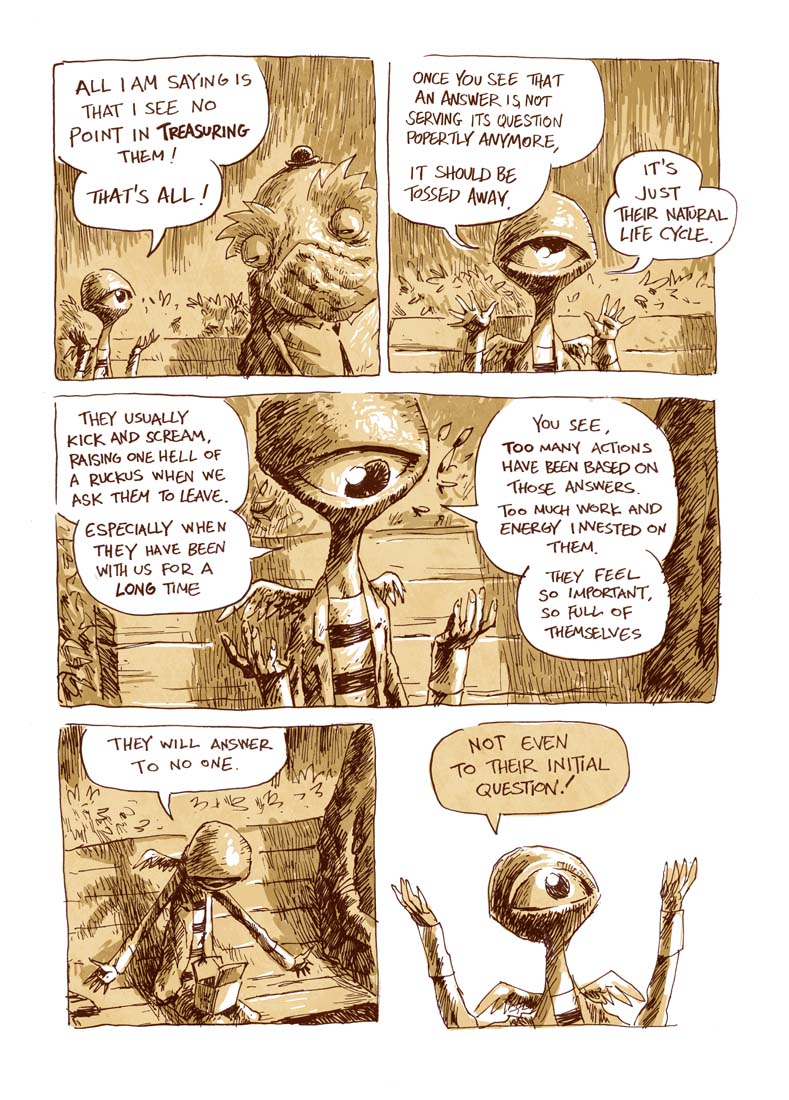 ALL I AM SAYING IS
THAT I SEE NO
POINT IN TREASURING
THEM!
THAT'S ALL!
ONCE YOU SEE THAT
AN ANSWER IS NOT
SERVING ITS QUESTION
POPERTLY ANYMORE,
IT SHOULD BE
TOSSED AWAY.
IT'S
JUST
THEIR NATURAL
LIFE CYCLE.
THEY USUALLY
KICK AND SCREAM,
RAISING ONE HELL OF
A RUCKUS WHEN WE
ASK THEM TO LEAVE.
ESPECIALLY WHEN
THEY HAVE BEEN
WITH US FOR A
LONG TIME
YOU SEE,
TOO MANY ACTIONS
HAVE BEEN BASED ON
THOSE ANSWERS.
TOO MUCH WORK AND
ENERGY INVESTED ON
THEM.
THEY FEEL
SO IMPORTANT,
SO FULL OF
THEMSELVES
THEY WILL ANSWER
TO NO ONE.
NOT EVEN
TO THEIR INITIAL
QUESTION!